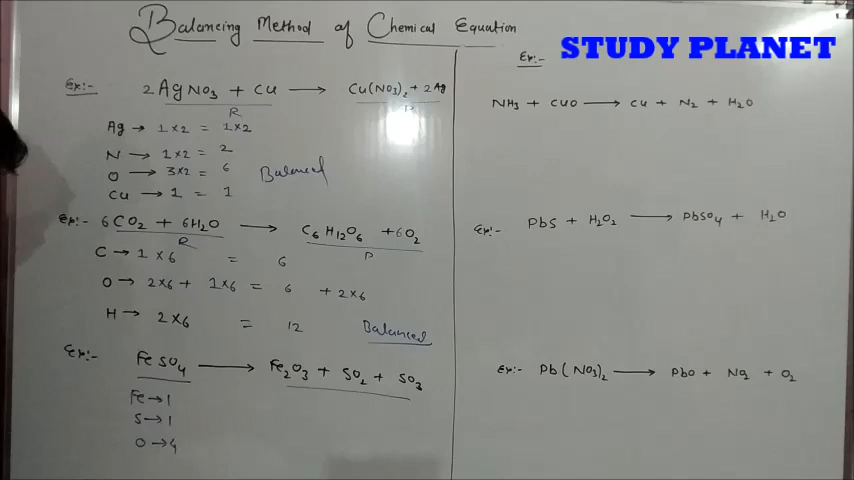 Balancing Method of Chemical Equation
STUDY PLANET
Ex:- 2AgNO3 + Cu → Cu(NO3)2 + 2Ag
R P
Ag → 1×2 = 1×2
N → 1×2 = 2
O → 3×2 = 6 Balanced
Cu → 1 = 1
Ex:- 6CO2 + 6H2O → C6H12O6 + 6O2
R P
C → 1×6 = 6
O → 2×6 + 1×6 = 6 + 2×6
H → 2×6 = 12 Balanced
Ex:- FeSO4 → Fe2O3 + SO2 + SO3
Fe → 1
S → 1
O → 4
Ex:-
NH3 + CUO → Cu + N2 + H2O
Ex:- PbS + H2O2 → PbSO4 + H2O
Ex:- Pb(NO3)2 → PbO + NO2 + O2